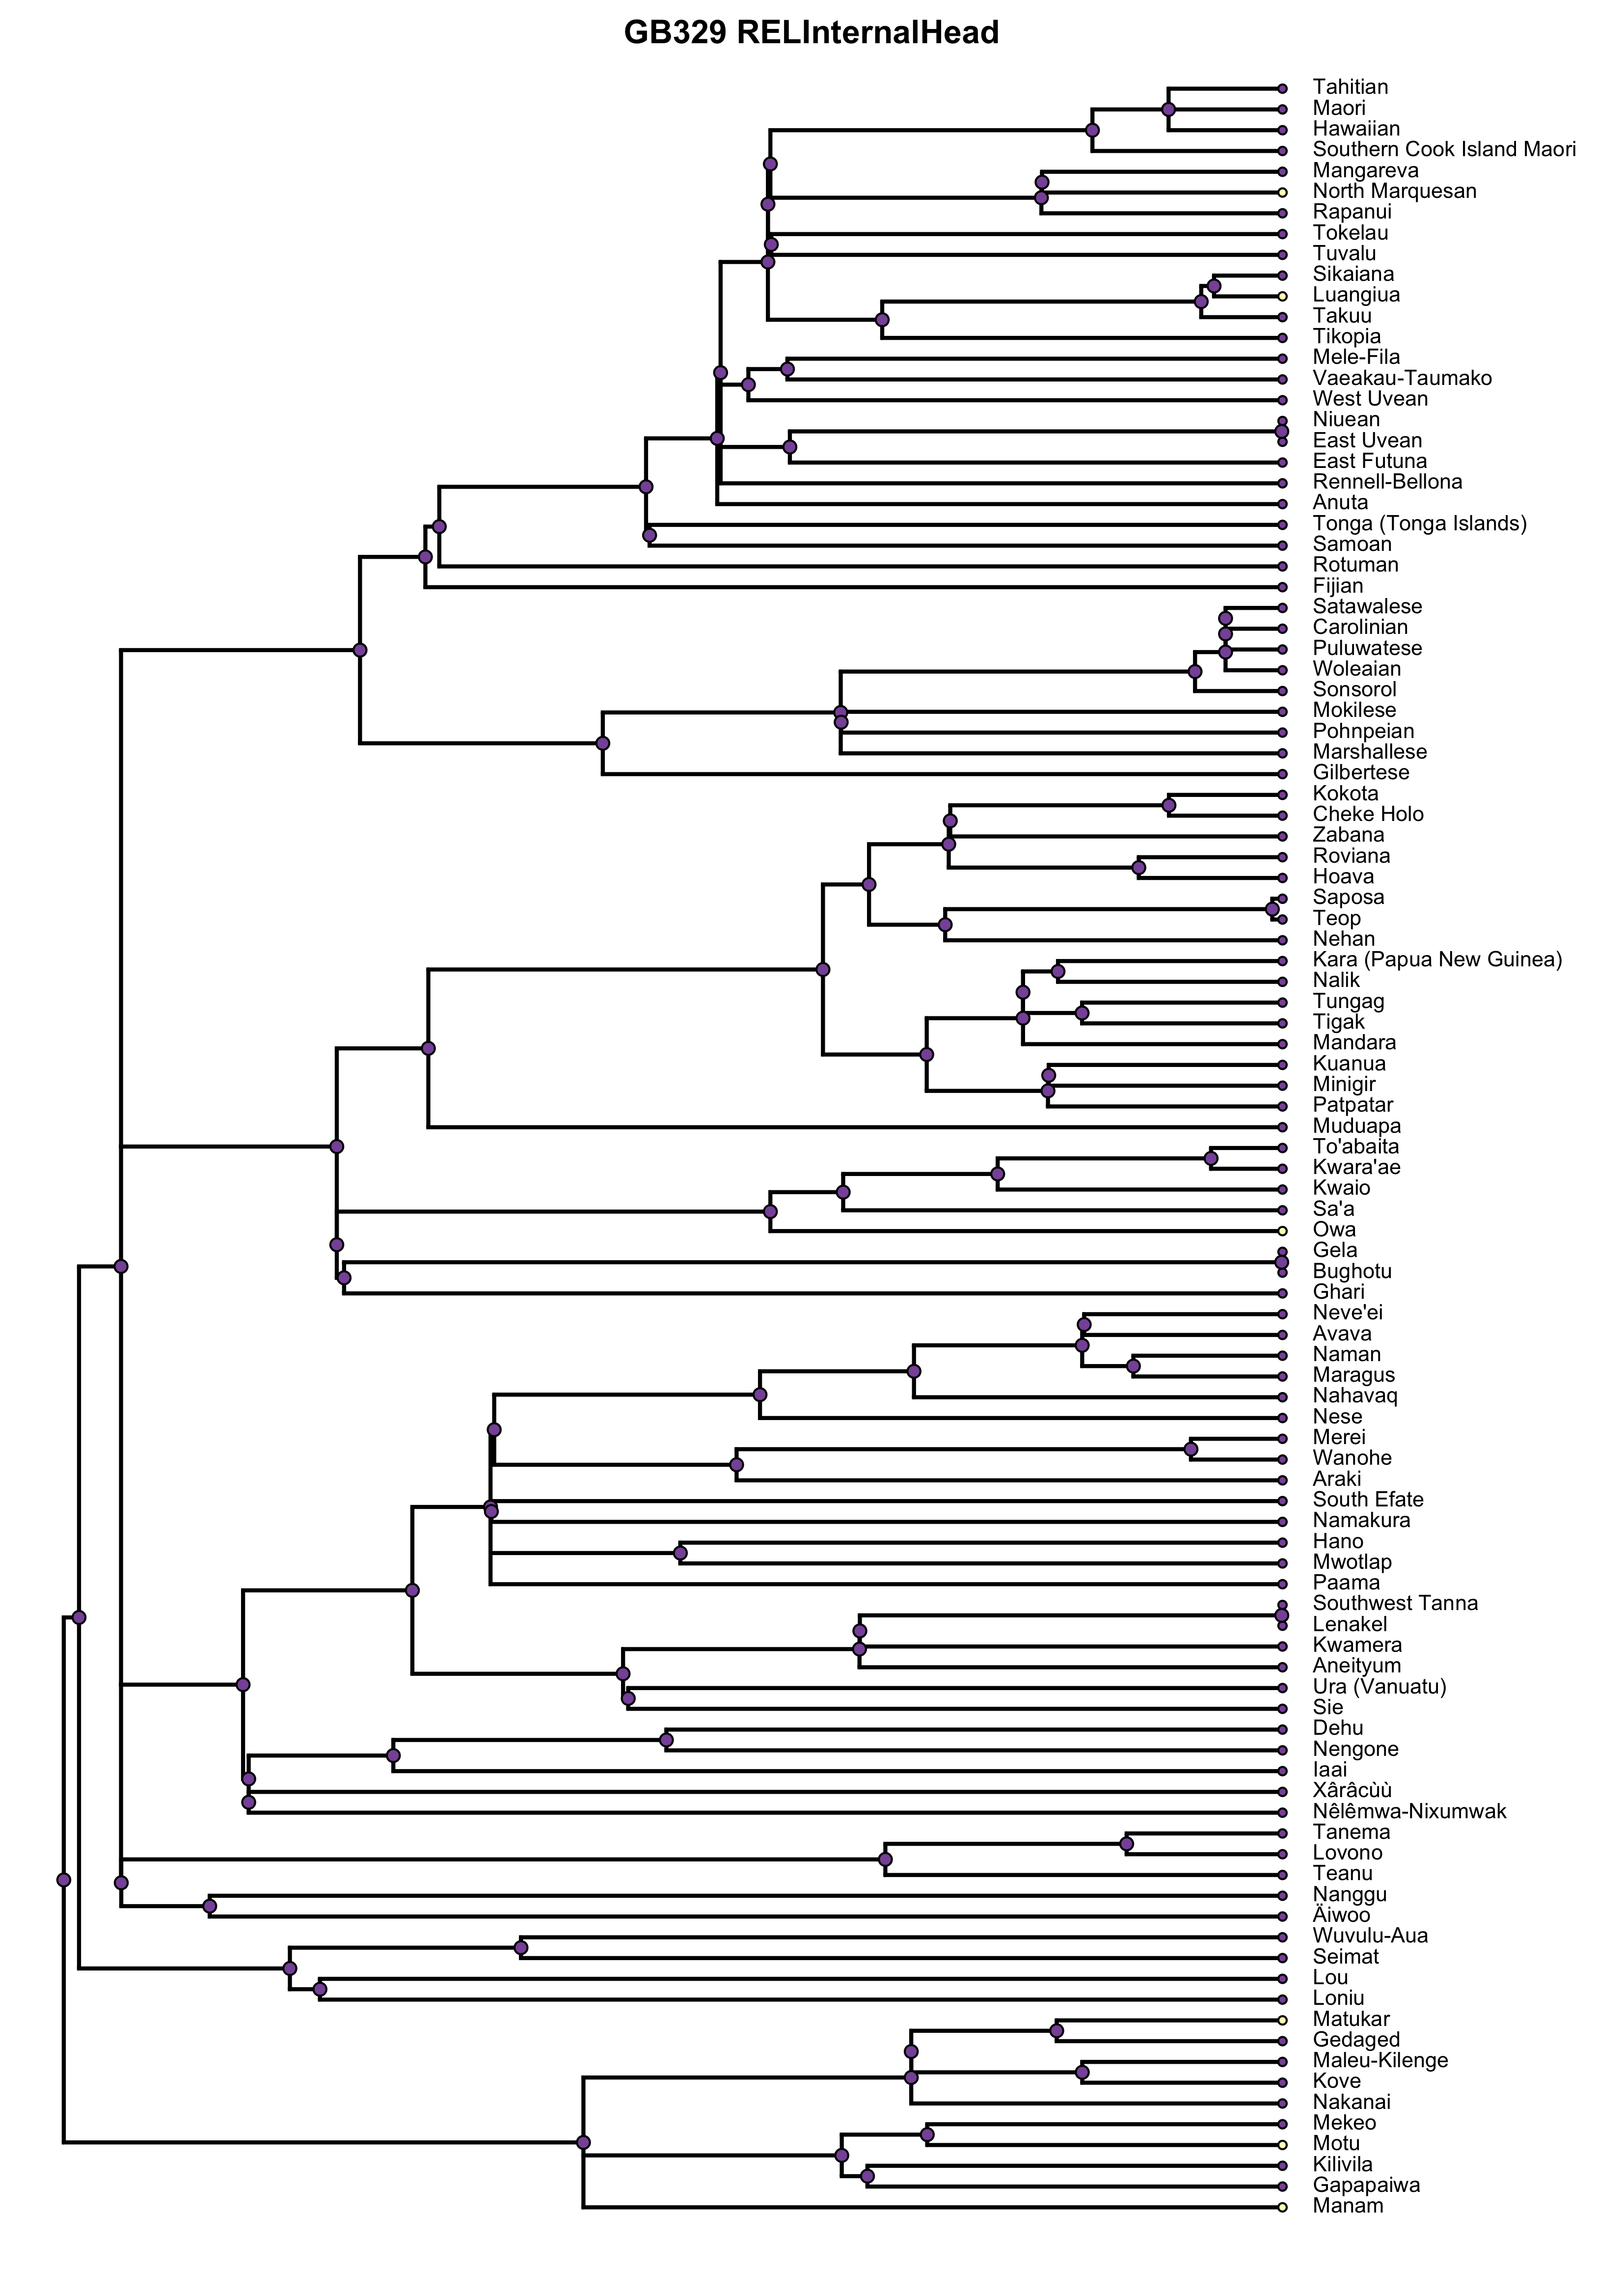 GB329 RELInternalHead
Tahitian
Maori
Hawaiian
Southern Cook Island Maori
Mangareva
North Marquesan
Rapanui
Tokelau
Tuvalu
Sikaiana
Luangiua
Takuu
Tikopia
Mele-Fila
Vaeakau-Taumako
West Uvean
Niuean
East Uvean
East Futuna
Rennell-Bellona
Anuta
Tonga (Tonga Islands)
Samoan
Rotuman
Fijian
Satawalese
Carolinian
Puluwatese
Woleaian
Sonsorol
Mokilese
Pohnpeian
Marshallese
Gilbertese
Kokota
Cheke Holo
Zabana
Roviana
Hoava
Saposa
Teop
Nehan
Kara (Papua New Guinea)
Nalik
Tungag
Tigak
Mandara
Kuanua
Minigir
Patpatar
Muduapa
To'abaita
Kwara'ae
Kwaio
Sa'a
Owa
Gela
Bughotu
Ghari
Neve'ei
Avava
Naman
Maragus
Nahavaq
Nese
Merei
Wanohe
Araki
South Efate
Namakura
Hano
Mwotlap
Paama
Southwest Tanna
Lenakel
Kwamera
Aneityum
Ura (Vanuatu)
Sie
Dehu
Nengone
Iaai
Xârâcùù
Nêlêmwa-Nixumwak
Tanema
Lovono
Teanu
Nanggu
Äiwoo
Wuvulu-Aua
Seimat
Lou
Loniu
Matukar
Gedaged
Maleu-Kilenge
Kove
Nakanai
Mekeo
Motu
Kilivila
Gapapaiwa
Manam